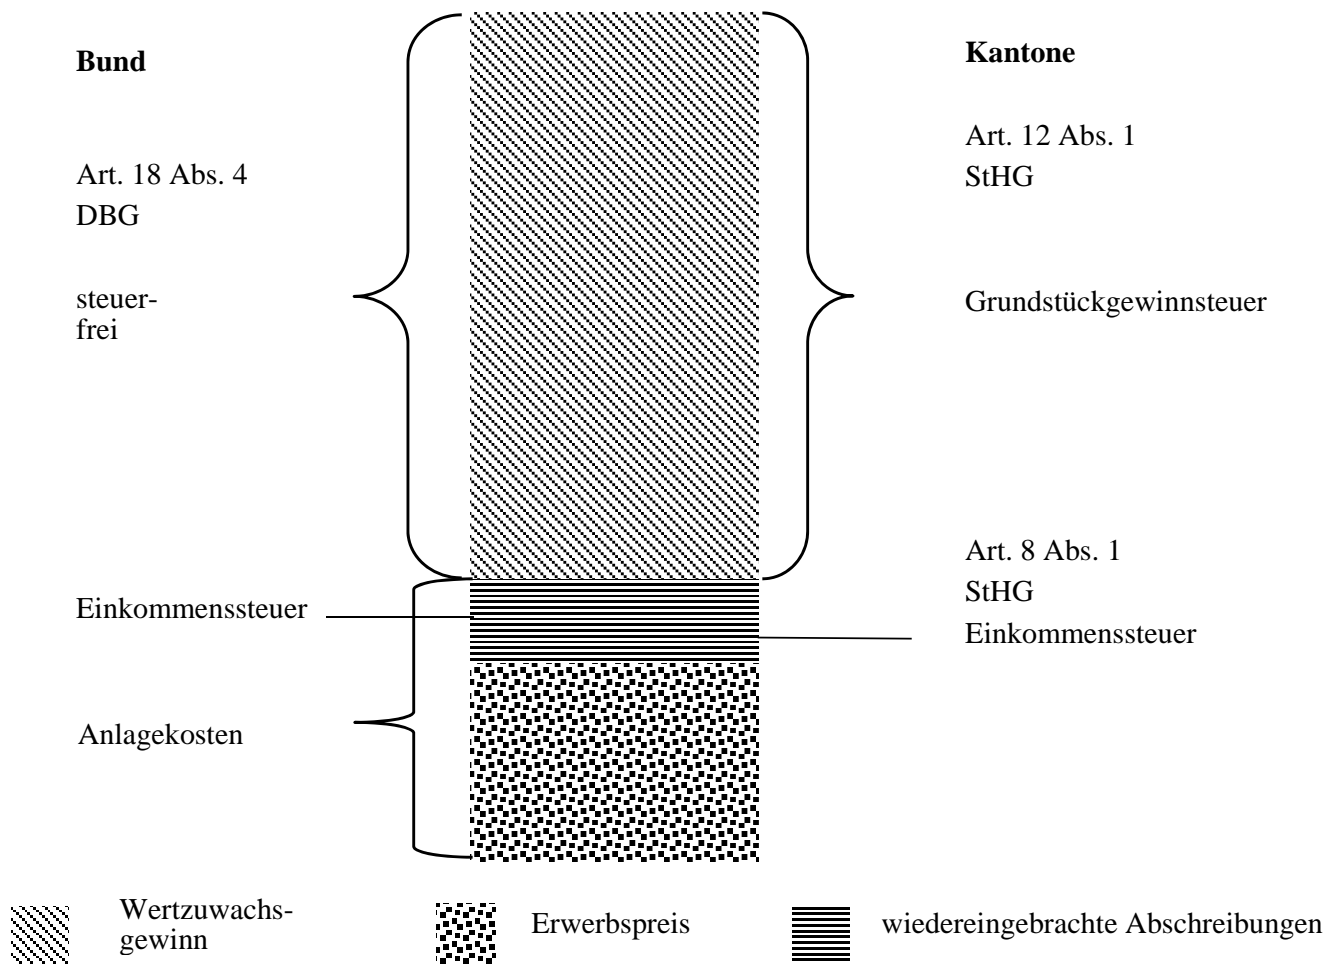 Bund
Art. 18 Abs. 4
DBG
steuer-
frei
Einkommenssteuer
Anlagekosten
Kantone
Art. 12 Abs. 1
StHG
Grundstückgewinnsteuer
Art. 8 Abs. 1
StHG
Einkommenssteuer
Wertzuwachs-
gewinn
Erwerbspreis
wiedereingebrachte Abschreibungen